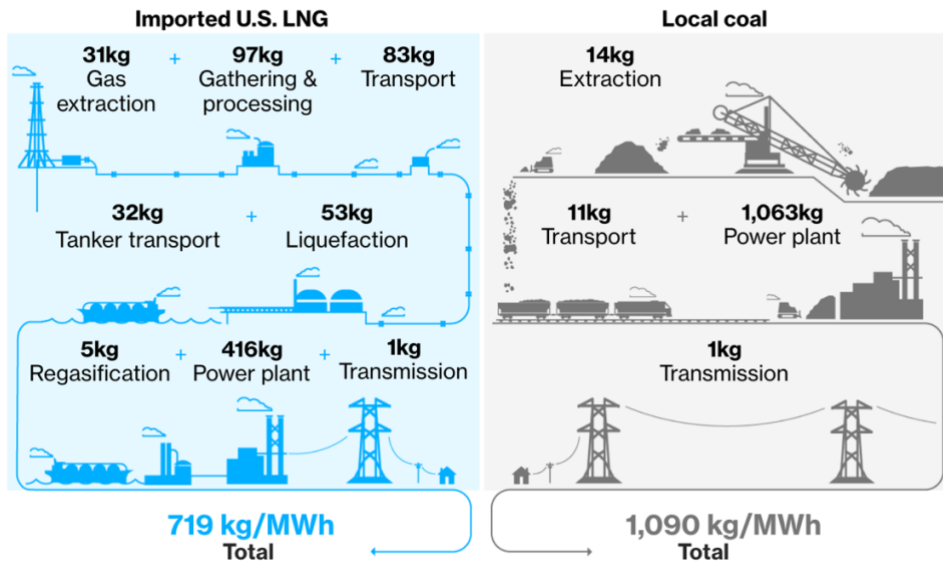 Imported U.S. LNG
31kg + 97kg + 83kg
Gas Gathering & Transport
extraction processing
32kg + 53kg
Tanker transport Liquefaction
5kg + 416kg + 1kg
Regasification Power plant Transmission
719 kg/MWh
Total
Local coal
14kg
Extraction
11kg + 1,063kg
Transport Power plant
1kg
Transmission
1,090 kg/MWh
Total